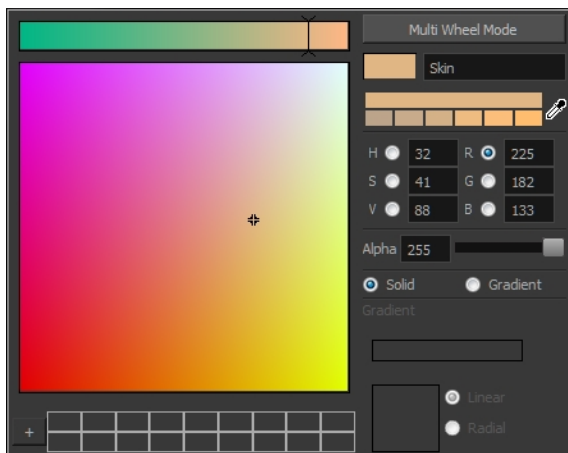 Multi Wheel Mode
Skin
H 32 R 225
S 41 G 182
V 88 B 133
Alpha 255
Solid Gradient
Gradient
+
Linear
Radial